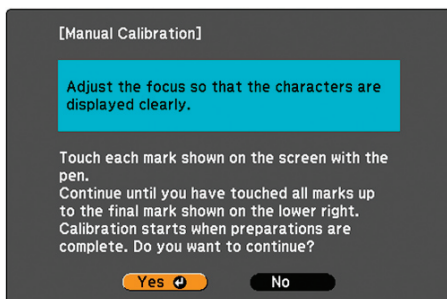 [Manual Calibration]
Adjust the focus so that the characters are
displayed clearly.
Touch each mark shown on the screen with the
pen.
Continue until you have touched all marks up
to the final mark shown on the lower right.
Calibration starts when preparations are
complete. Do you want to continue?
Yes ↵ No